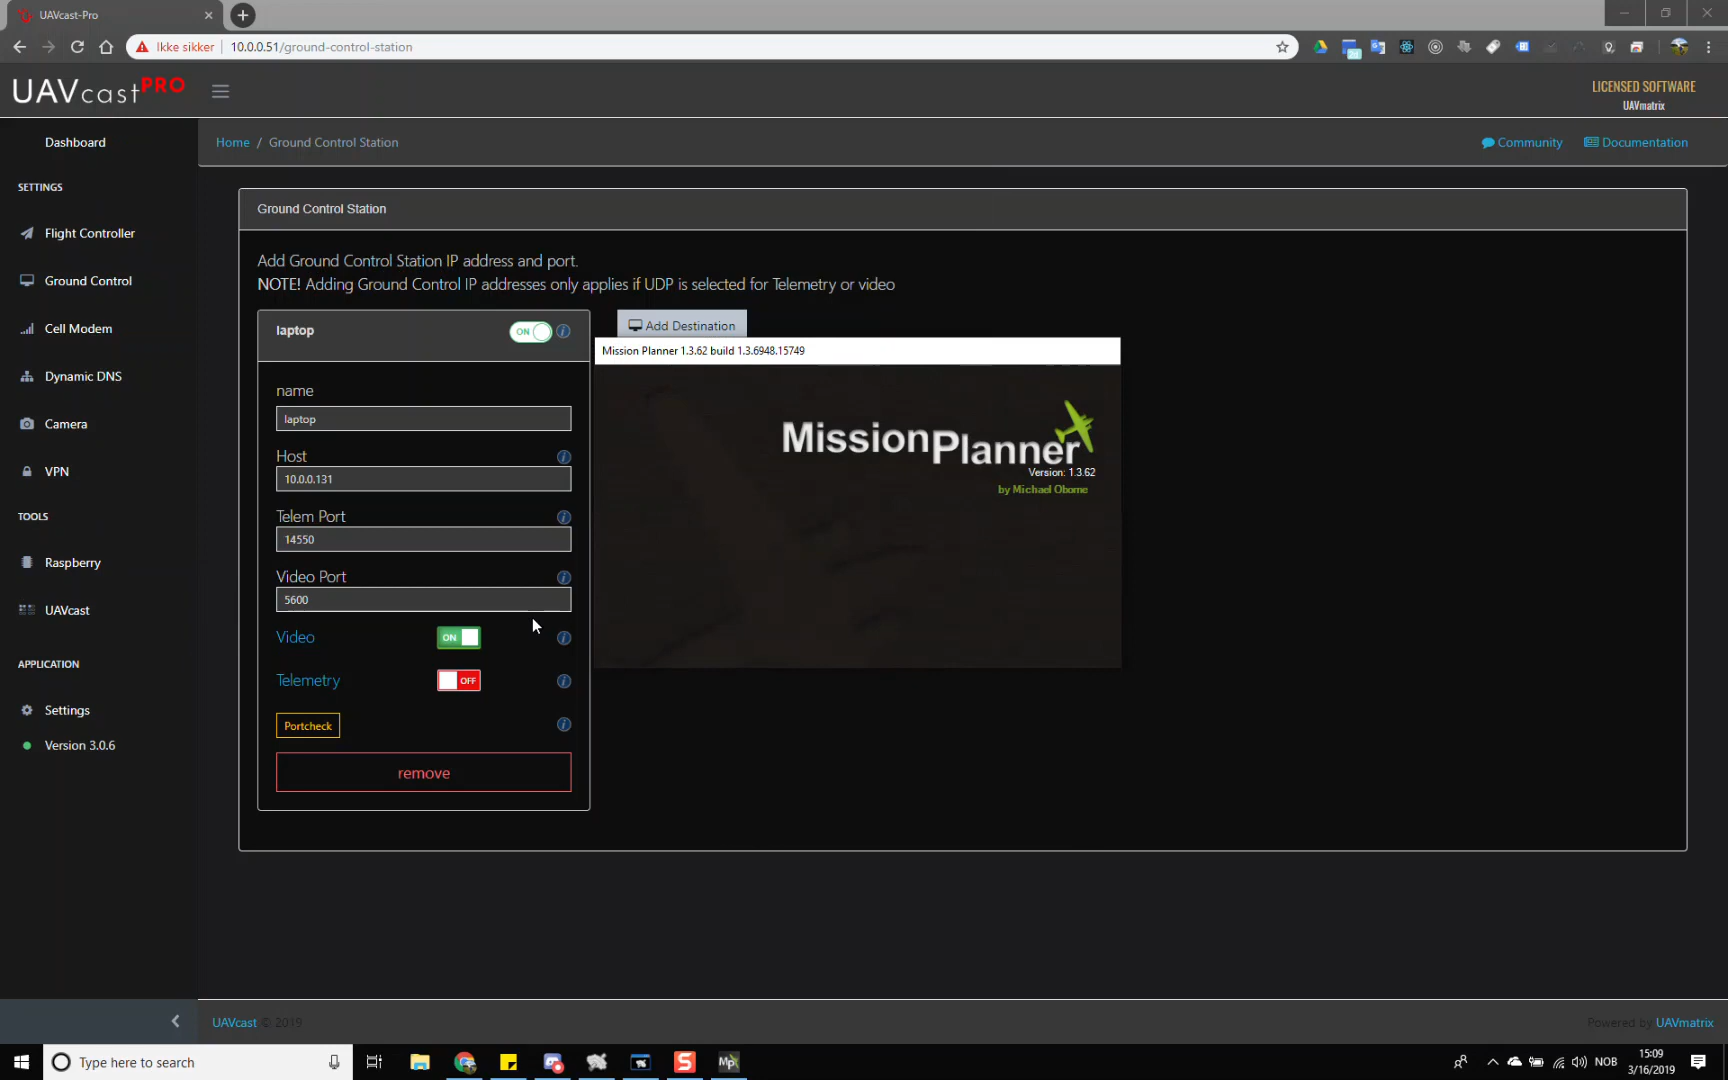 UAVcast-Pro
Ikke sikker
10.0.0.51/ground-control-station
UAVcast PRO
LICENSED SOFTWARE
UAVmatrix
Dashboard
Home / Ground Control Station
Community
Documentation
SETTINGS
Flight Controller
Ground Control
Cell Modem
Dynamic DNS
Camera
VPN
TOOLS
Raspberry
UAVcast
APPLICATION
Settings
Version 3.0.6
Ground Control Station
Add Ground Control Station IP address and port.
NOTE! Adding Ground Control IP addresses only applies if UDP is selected for Telemetry or video
laptop
ON
Add Destination
name
laptop
Host
10.0.0.131
Telem Port
14550
Video Port
5600
Video
ON
Telemetry
OFF
Portcheck
remove
Mission Planner 1.3.62 build 1.3.6948.15749
MissionPlanner
Version: 1.3.62
by Michael Oborne
UAVcast © 2019
Powered by UAVmatrix
Type here to search
NOB
15:09
3/16/2019